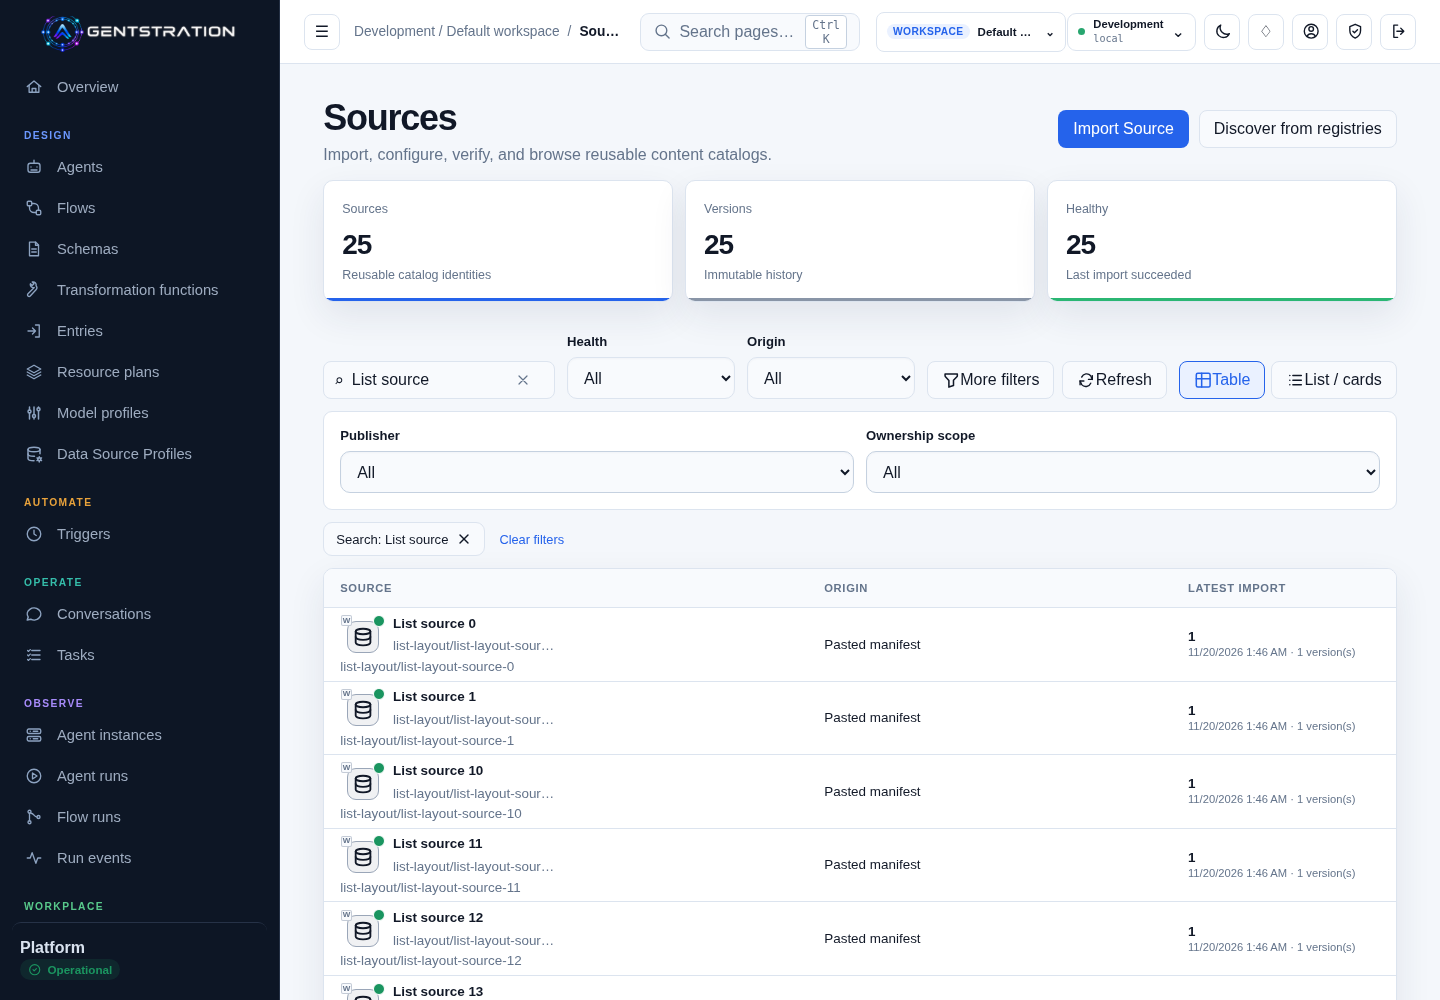 GENTSTRATION
Overview
DESIGN
Agents
Flows
Schemas
Transformation functions
Entries
Resource plans
Model profiles
Data Source Profiles
AUTOMATE
Triggers
OPERATE
Conversations
Tasks
OBSERVE
Agent instances
Agent runs
Flow runs
Run events
WORKPLACE
Platform
Operational
Development / Default workspace / Sou...
Search pages...
Ctrl
K
WORKSPACE Default ...
Development
local
Sources
Import, configure, verify, and browse reusable content catalogs.
Import Source
Discover from registries
Sources
25
Reusable catalog identities
Versions
25
Immutable history
Healthy
25
Last import succeeded
List source
Health
All
Origin
All
More filters
Refresh
Table
List / cards
Publisher
All
Ownership scope
All
Search: List source
Clear filters
SOURCE ORIGIN LATEST IMPORT
W
List source 0
list-layout/list-layout-sour...
list-layout/list-layout-source-0
Pasted manifest
1
11/20/2026 1:46 AM · 1 version(s)
W
List source 1
list-layout/list-layout-sour...
list-layout/list-layout-source-1
Pasted manifest
1
11/20/2026 1:46 AM · 1 version(s)
W
List source 10
list-layout/list-layout-sour...
list-layout/list-layout-source-10
Pasted manifest
1
11/20/2026 1:46 AM · 1 version(s)
W
List source 11
list-layout/list-layout-sour...
list-layout/list-layout-source-11
Pasted manifest
1
11/20/2026 1:46 AM · 1 version(s)
W
List source 12
list-layout/list-layout-sour...
list-layout/list-layout-source-12
Pasted manifest
1
11/20/2026 1:46 AM · 1 version(s)
W
List source 13